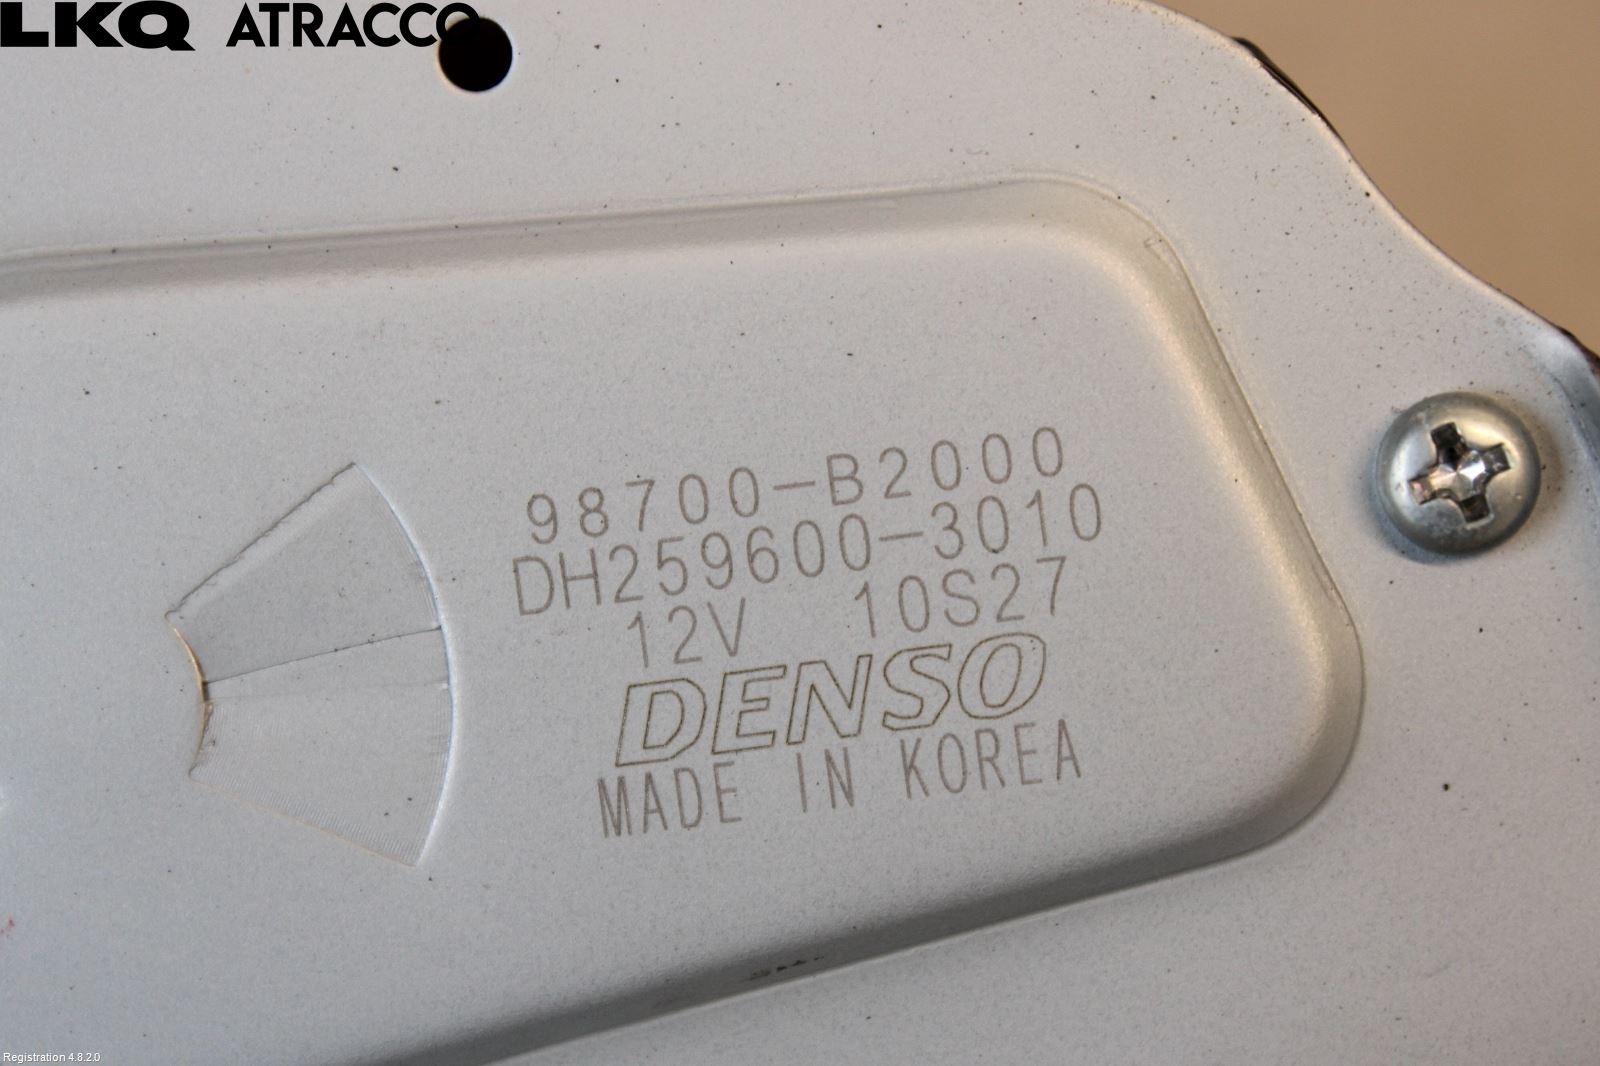 LKQ ATRACCO
98700-B2000
DH259600-3010
12V 10S27
DENSO
MADE IN KOREA
Registration 4.8.2.0